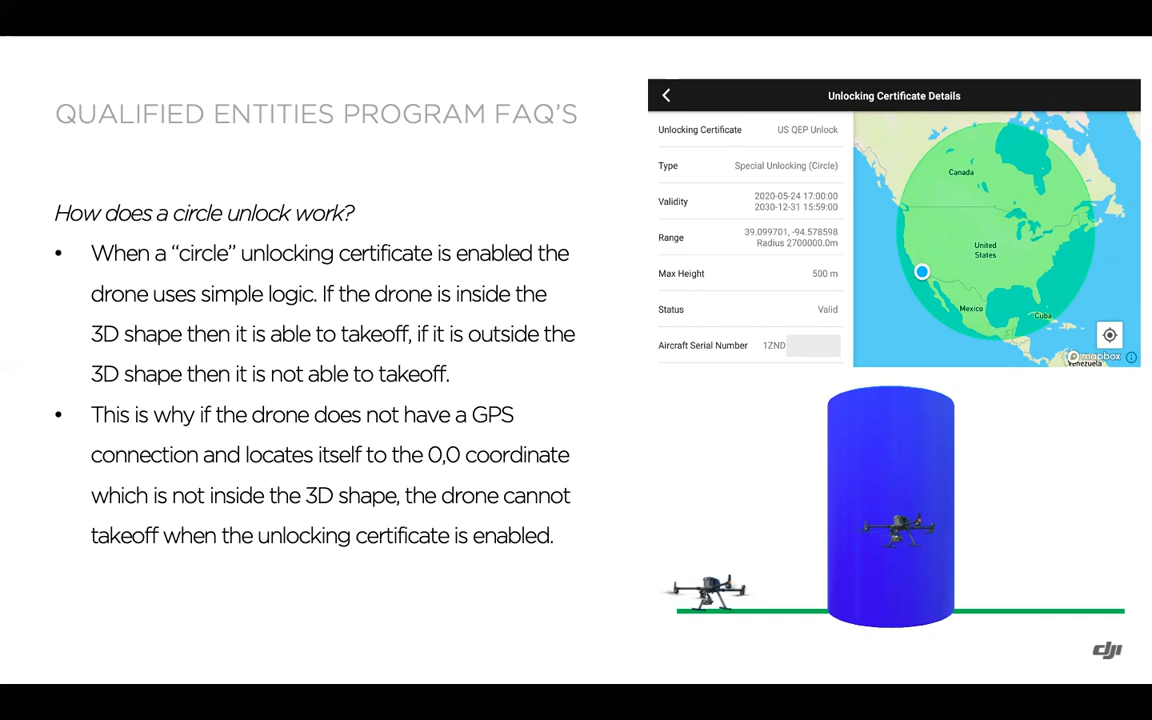 QUALIFIED ENTITIES PROGRAM FAQ'S
How does a circle unlock work?
• When a “circle” unlocking certificate is enabled the
drone uses simple logic. If the drone is inside the
3D shape then it is able to takeoff, if it is outside the
3D shape then it is not able to takeoff.
• This is why if the drone does not have a GPS
connection and locates itself to the 0,0 coordinate
which is not inside the 3D shape, the drone cannot
takeoff when the unlocking certificate is enabled.
Unlocking Certificate Details
Unlocking Certificate US QEP Unlock
Type Special Unlocking (Circle)
Validity 2020-05-24 17:00:00
2030-12-31 15:59:00
Range 39.099701, -94.578598
Radius 2700000.0m
Max Height 500 m
Status Valid
Aircraft Serial Number 1ZND
Canada
United
States
Mexico
Cuba
mapbox
Venezuela
dji